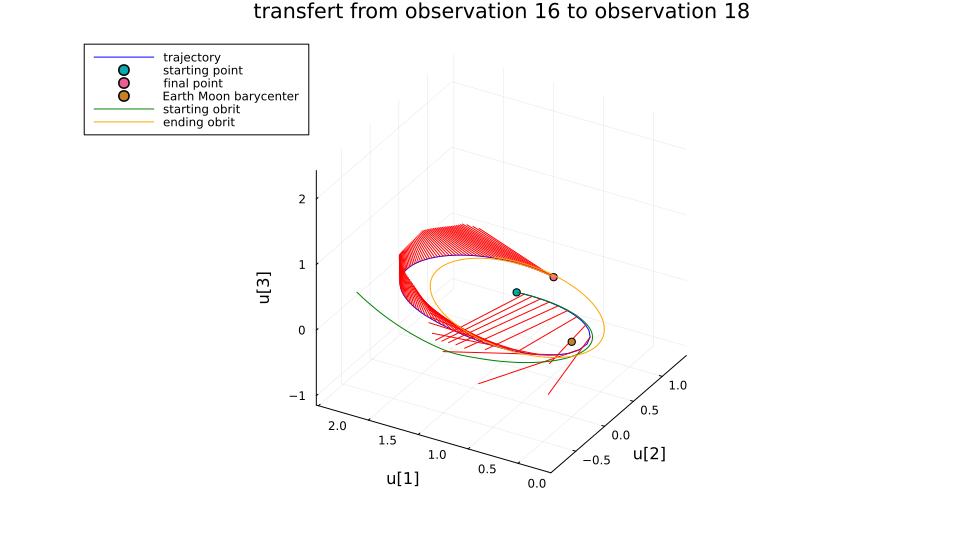 transfert from observation 16 to observation 18
trajectory
starting point
final point
Earth Moon barycenter
starting obrit
ending obrit
2
1
0
−1
u[3]
2.0
1.5
1.0
0.5
0.0
u[1]
1.0
0.5
0.0
−0.5
u[2]